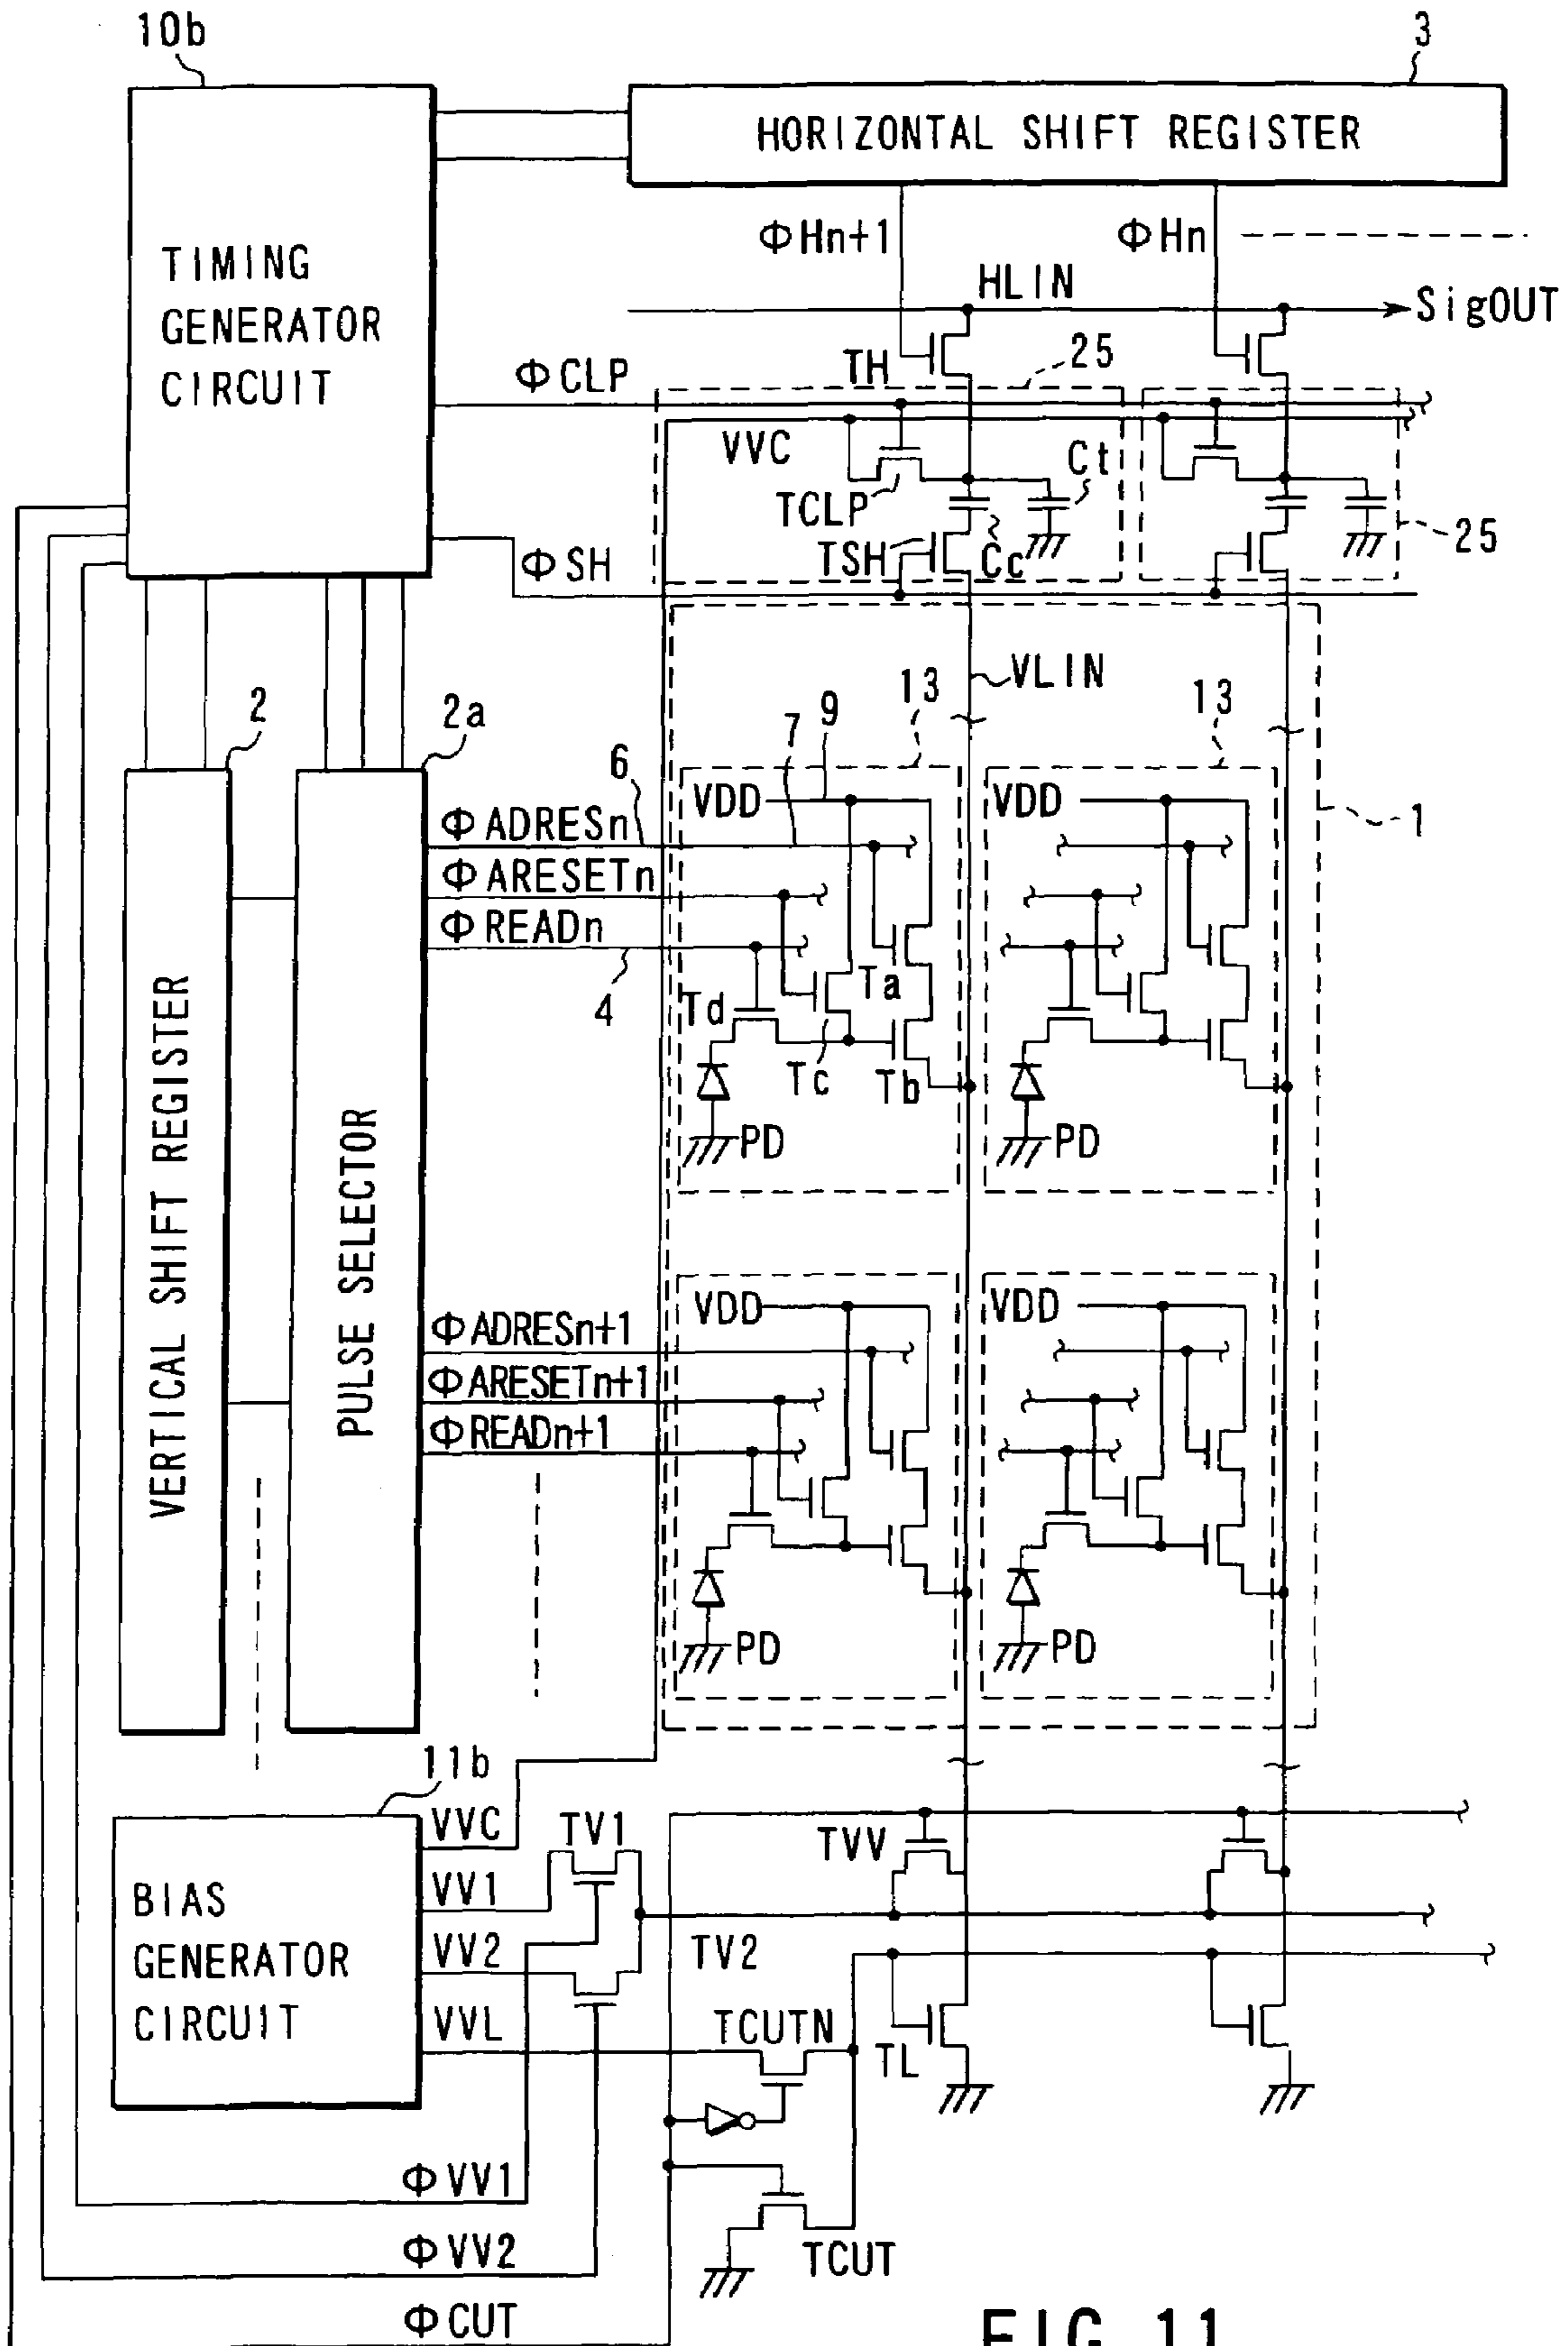 10b
3
HORIZONTAL SHIFT REGISTER
TIMING
GENERATOR
CIRCUIT
ΦHn+1
ΦHn
HLIN
SigOUT
TH
25
ΦCLP
VVC
Ct
TCLP
TSH
Cc
25
ΦSH
VLIN
2
2a
13
13
6
7
9
1
VDD
VDD
ΦADRESn
ΦARESETn
ΦREADn
4
Td
Ta
Tc
Tb
PD
PD
VERTICAL SHIFT REGISTER
PULSE SELECTOR
VDD
VDD
ΦADRESn+1
ΦARESETn+1
ΦREADn+1
PD
PD
11b
BIAS
GENERATOR
CIRCUIT
VVC
VV1
VV2
VVL
TV1
TVV
TV2
TCUTN
TL
ΦVV1
ΦVV2
TCUT
ΦCUT
FIG. 11